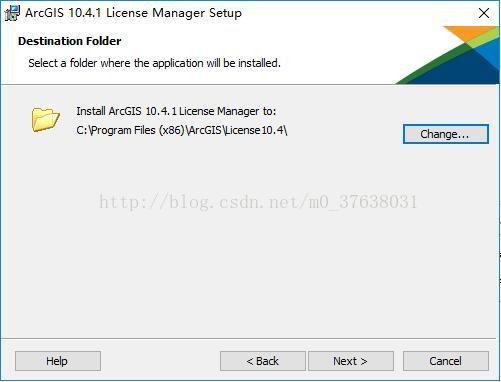 ArcGIS 10.4.1 License Manager Setup
Destination Folder
Select a folder where the application will be installed.
Install ArcGIS 10.4.1 License Manager to:
C:\Program Files (x86)\ArcGIS\License10.4\
Change...
http://blog.csdn.net/m0_37638031
Help
< Back
Next >
Cancel